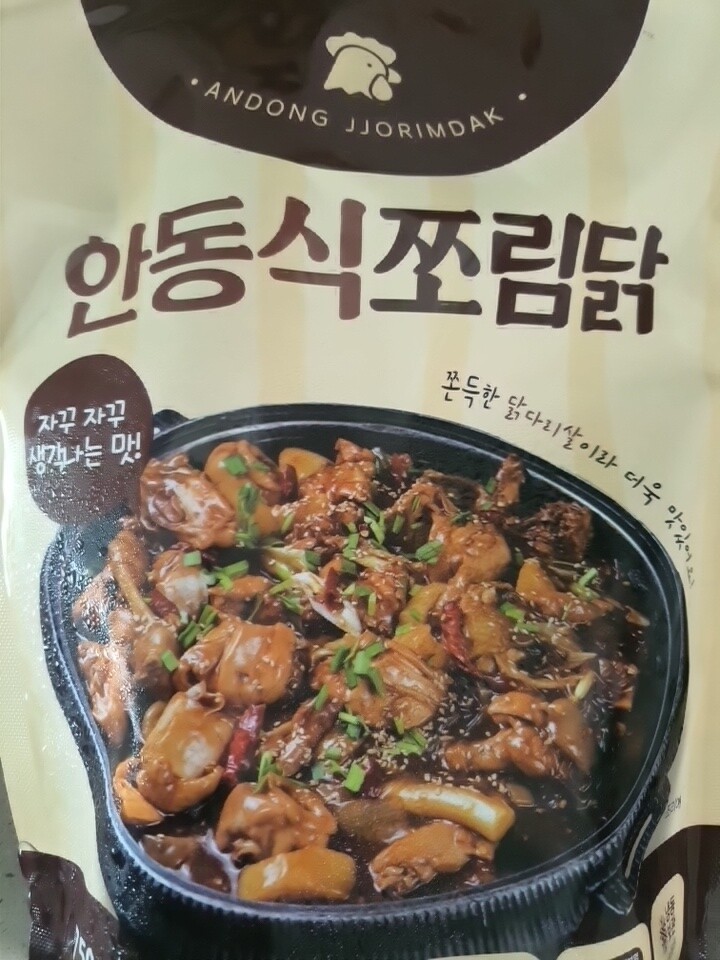 ANDONG JJORIMDAK
안동식쪼림닭
자꾸 자꾸
생각나는 맛!
쫀득한 닭다리살이라 더욱 맛있어요!